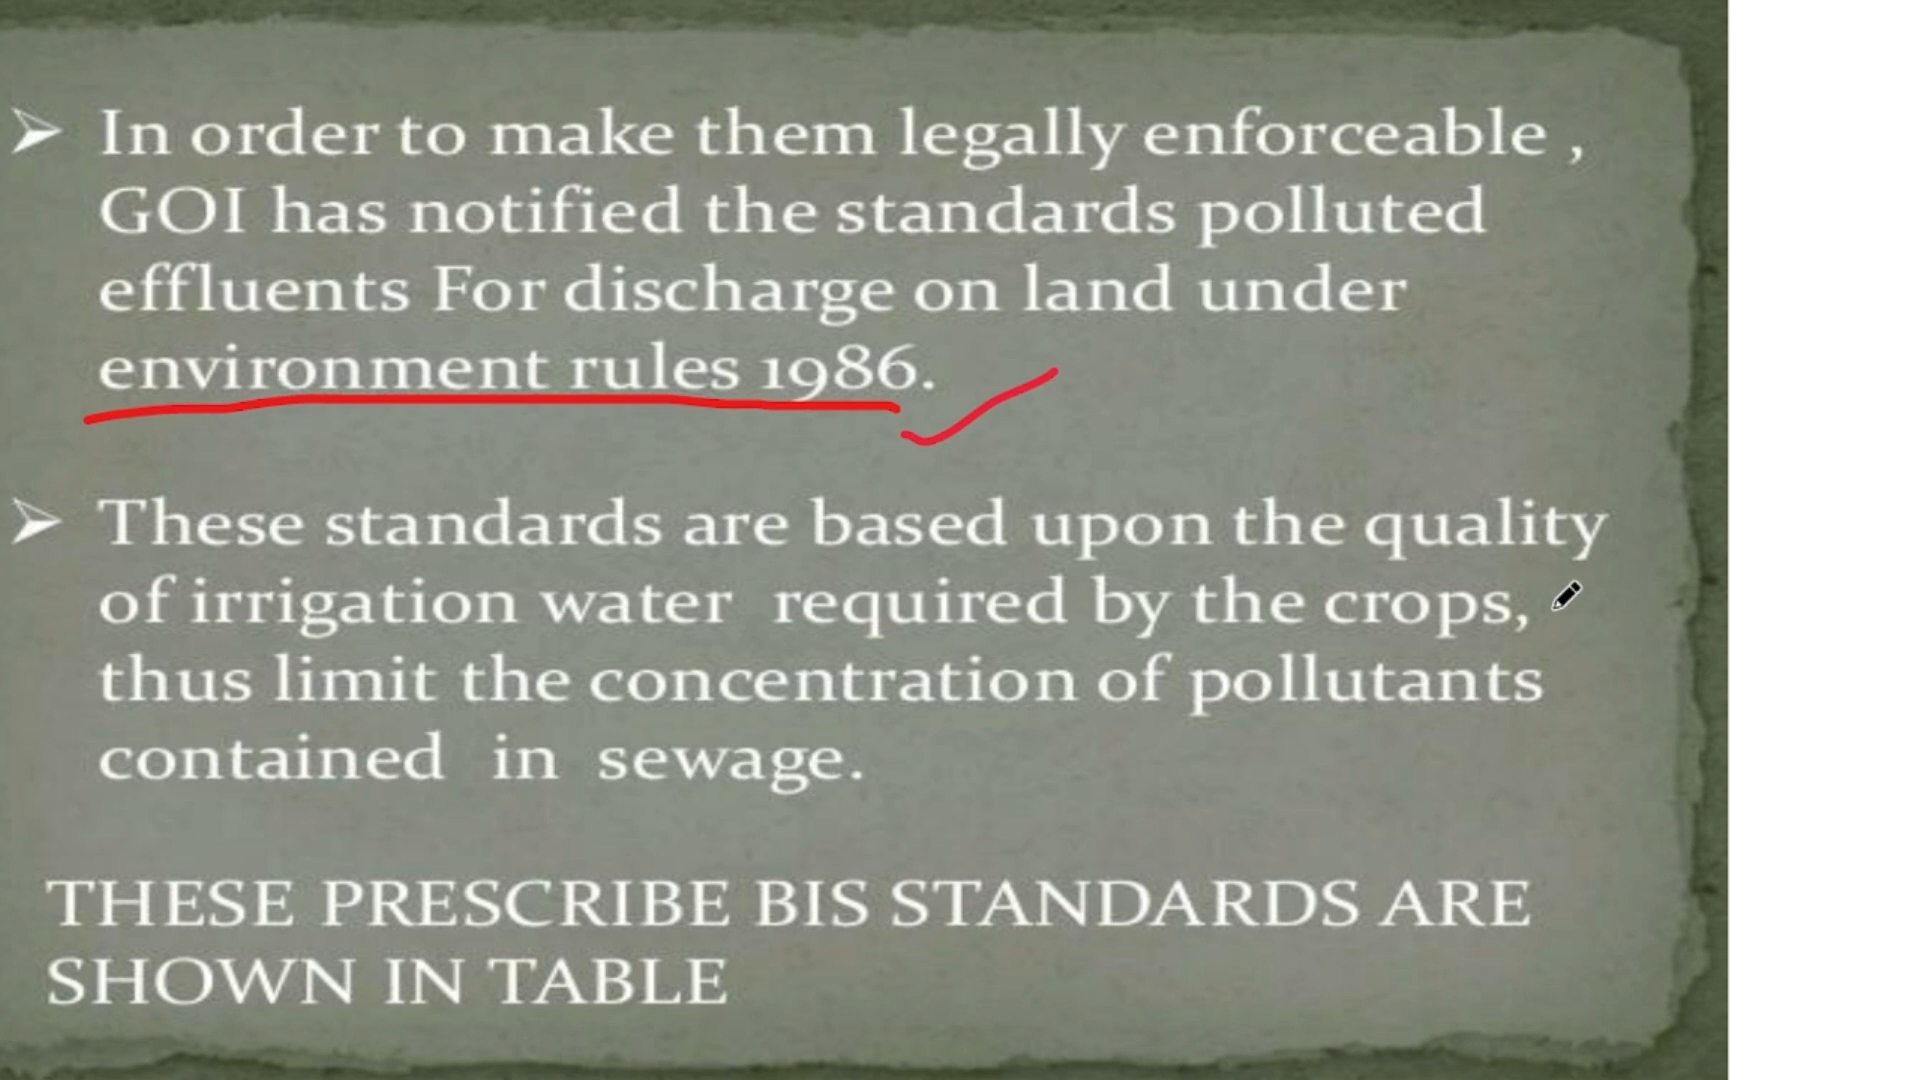 In order to make them legally enforceable ,
GOI has notified the standards polluted
effluents For discharge on land under
environment rules 1986.
These standards are based upon the quality
of irrigation water required by the crops,
thus limit the concentration of pollutants
contained in sewage.
THESE PRESCRIBE BIS STANDARDS ARE
SHOWN IN TABLE